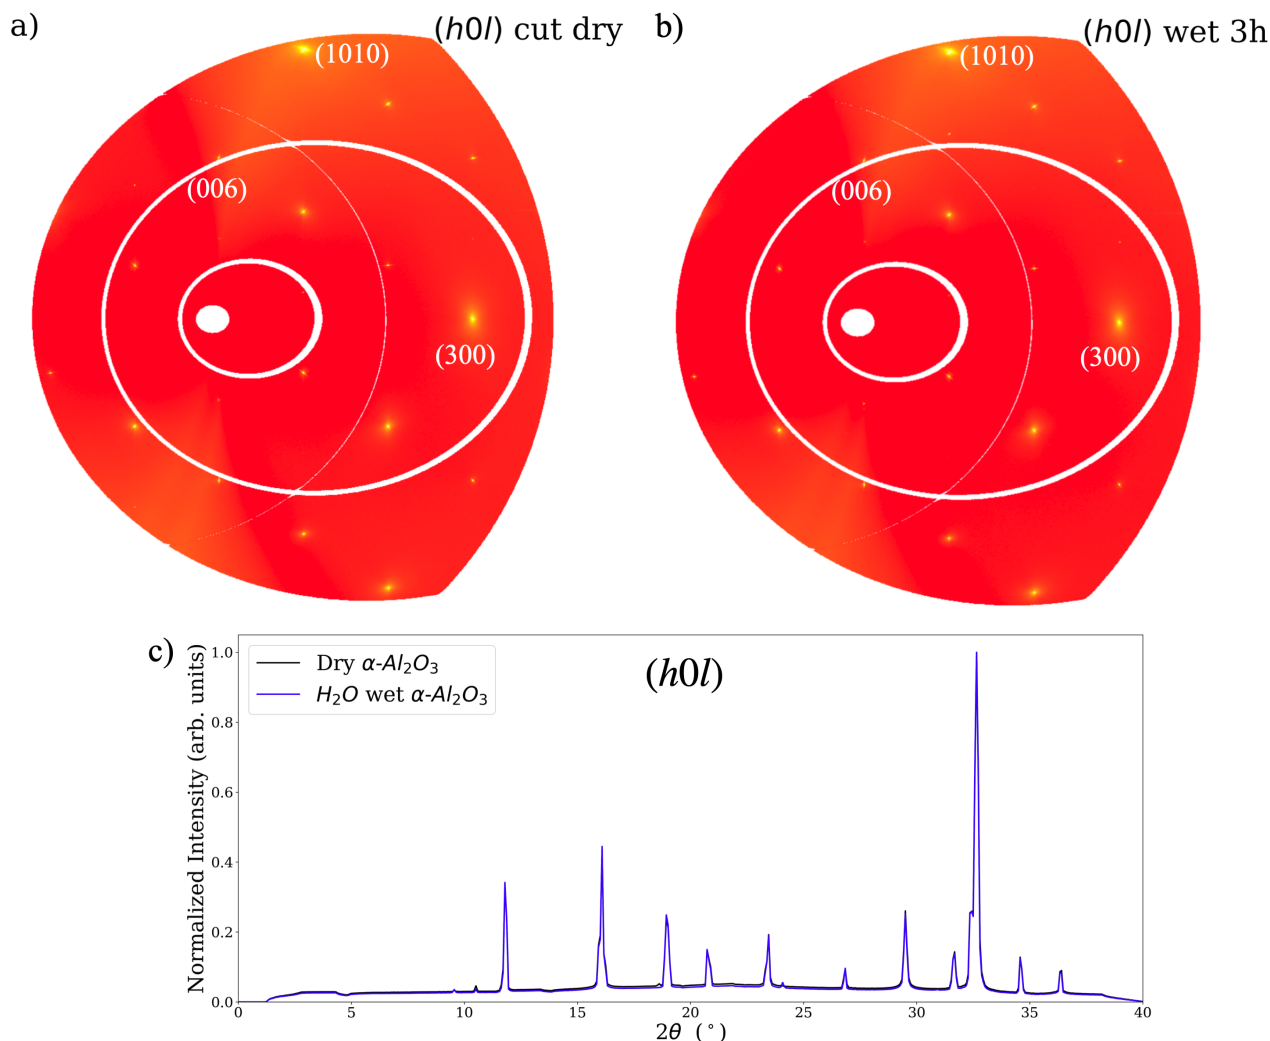 a)
(h0l) cut dry
(1010)
(006)
(300)
b)
(h0l) wet 3h
(1010)
(006)
(300)
c)
(h0l)
Dry α-Al₂O₃
H₂O wet α-Al₂O₃
Normalized Intensity (arb. units)
1.0
0.8
0.6
0.4
0.2
0.0
0 5 10 15 20 25 30 35 40
2θ (°)